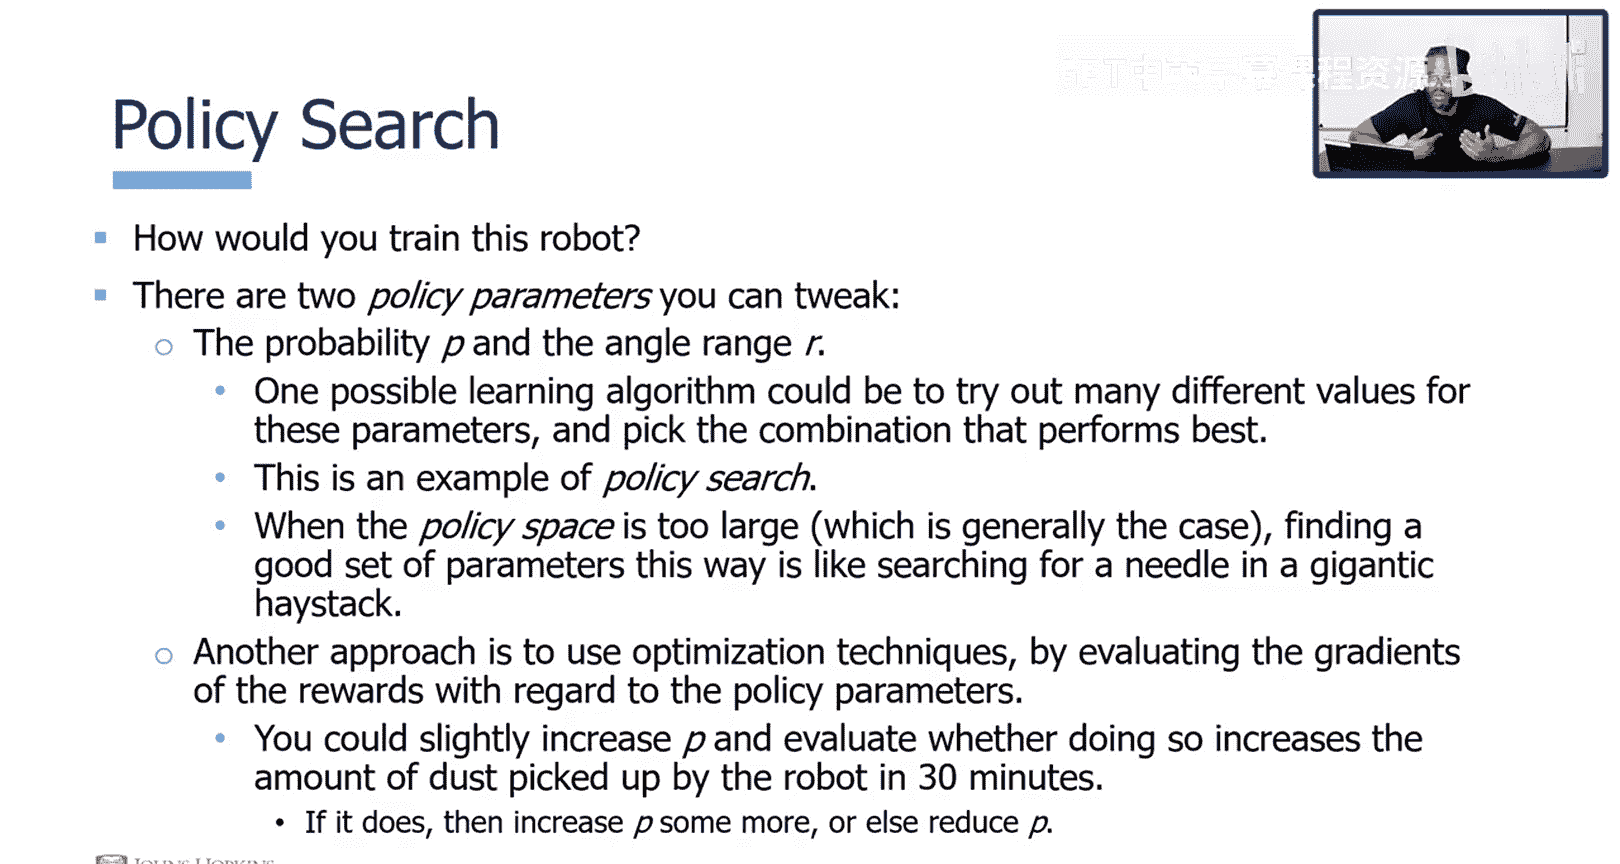 Policy Search
How would you train this robot?
There are two policy parameters you can tweak:
The probability p and the angle range r.
One possible learning algorithm could be to try out many different values for
these parameters, and pick the combination that performs best.
This is an example of policy search.
When the policy space is too large (which is generally the case), finding a
good set of parameters this way is like searching for a needle in a gigantic
haystack.
Another approach is to use optimization techniques, by evaluating the gradients
of the rewards with regard to the policy parameters.
You could slightly increase p and evaluate whether doing so increases the
amount of dust picked up by the robot in 30 minutes.
If it does, then increase p some more, or else reduce p.
JOHNS HOPKINS